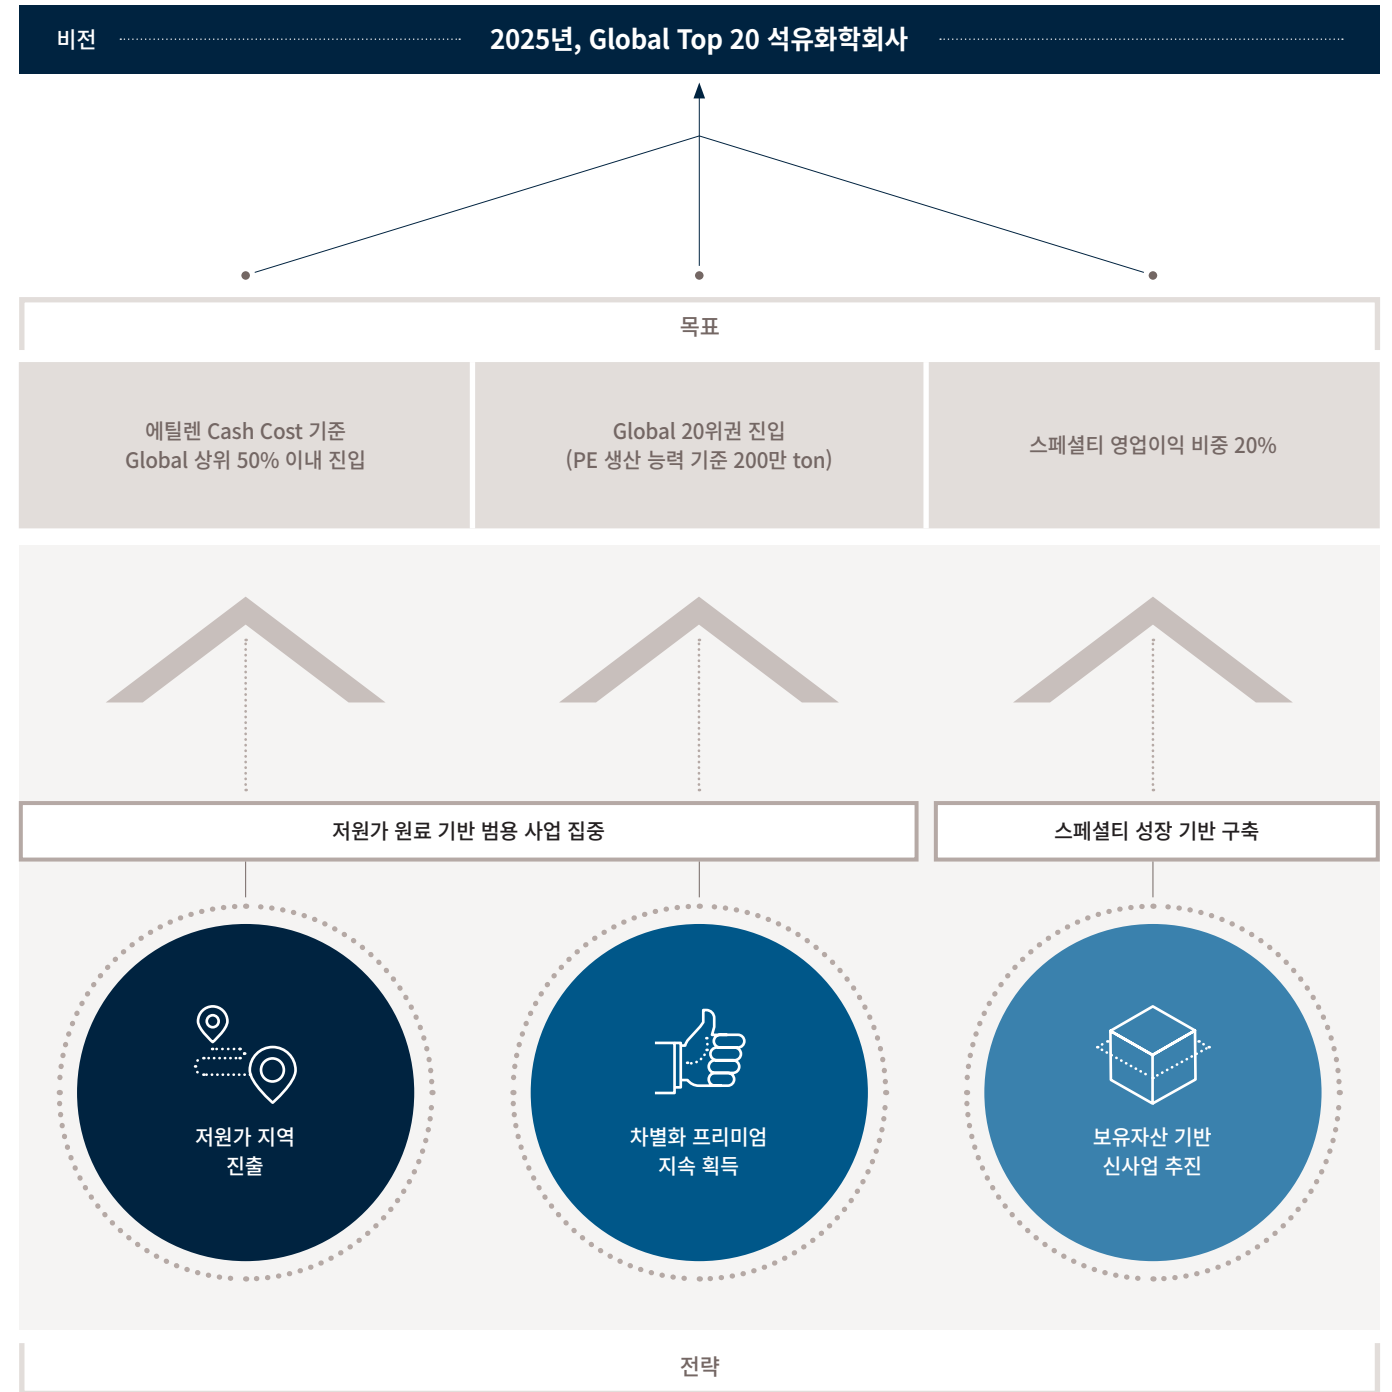 비전
2025년, Global Top 20 석유화학회사
목표
에틸렌 Cash Cost 기준
Global 상위 50% 이내 진입
Global 20위권 진입
(PE 생산 능력 기준 200만 ton)
스페셜티 영업이익 비중 20%
저원가 원료 기반 범용 사업 집중
스페셜티 성장 기반 구축
저원가 지역
진출
차별화 프리미엄
지속 획득
보유자산 기반
신사업 추진
전략